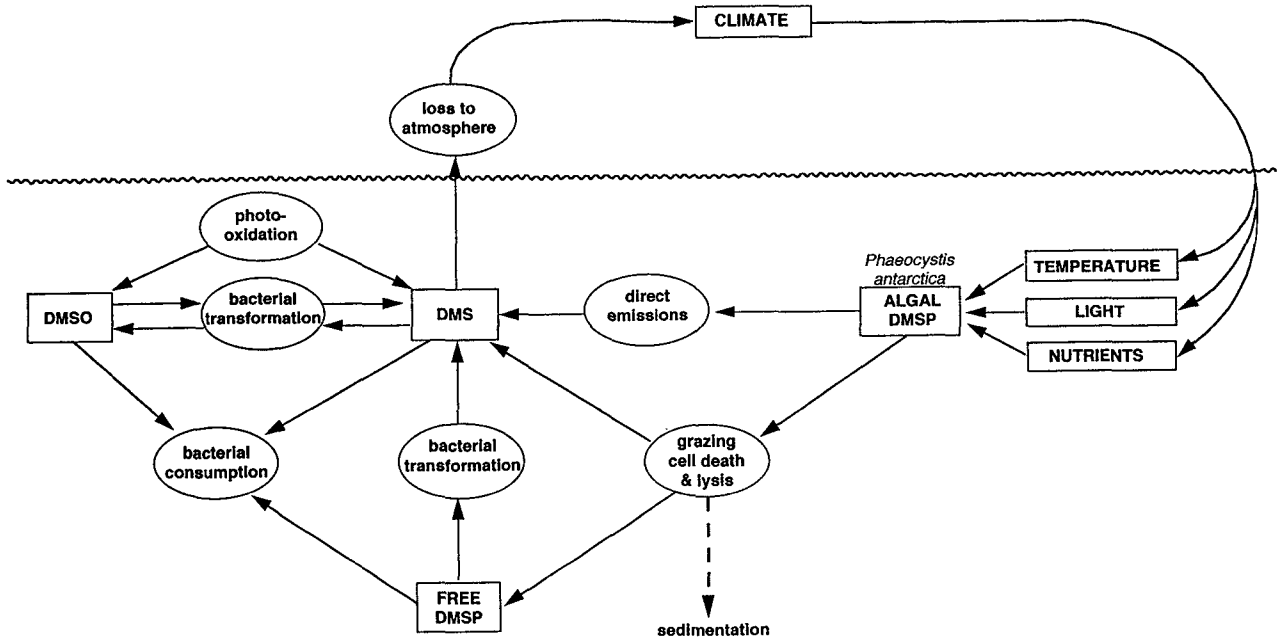 CLIMATE
loss to
atmosphere
photo-
oxidation
Phaeocystis
antarctica
TEMPERATURE
DMSO
bacterial
transformation
DMS
direct
emissions
ALGAL
DMSP
LIGHT
NUTRIENTS
bacterial
consumption
bacterial
transformation
grazing
cell death
& lysis
FREE
DMSP
sedimentation